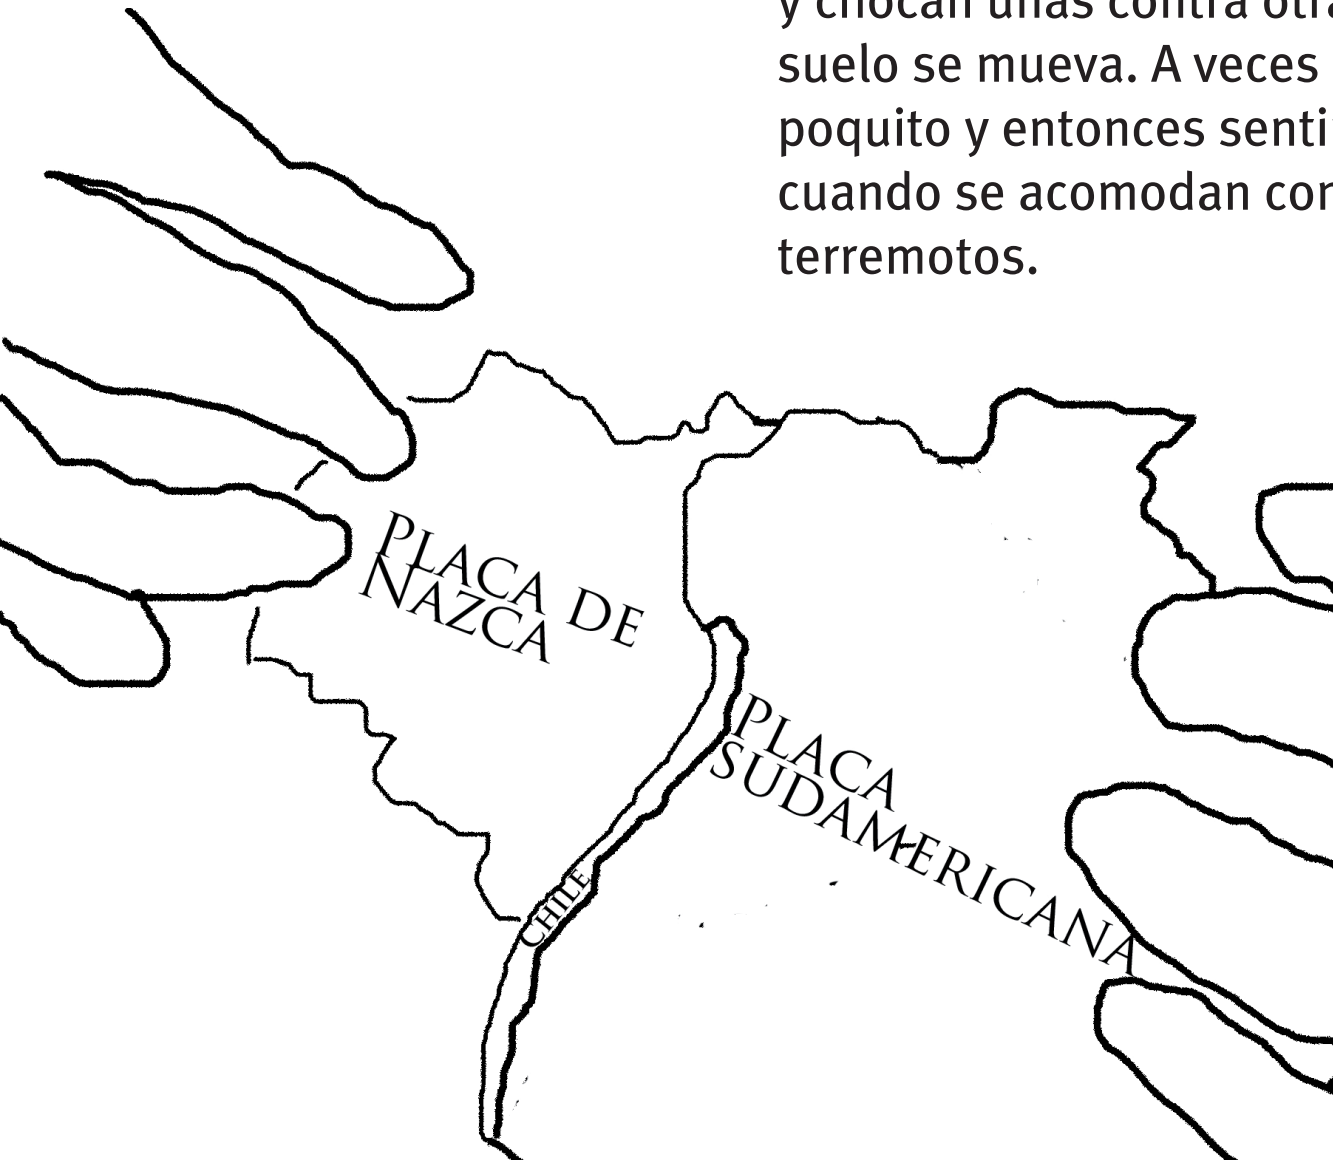 y chocan unas contra otra
suelo se mueva. A veces
poquito y entonces senti
cuando se acomodan con
terremotos.
PLACA DE
NAZCA
PLACA
SUDAMERICANA
CHILE